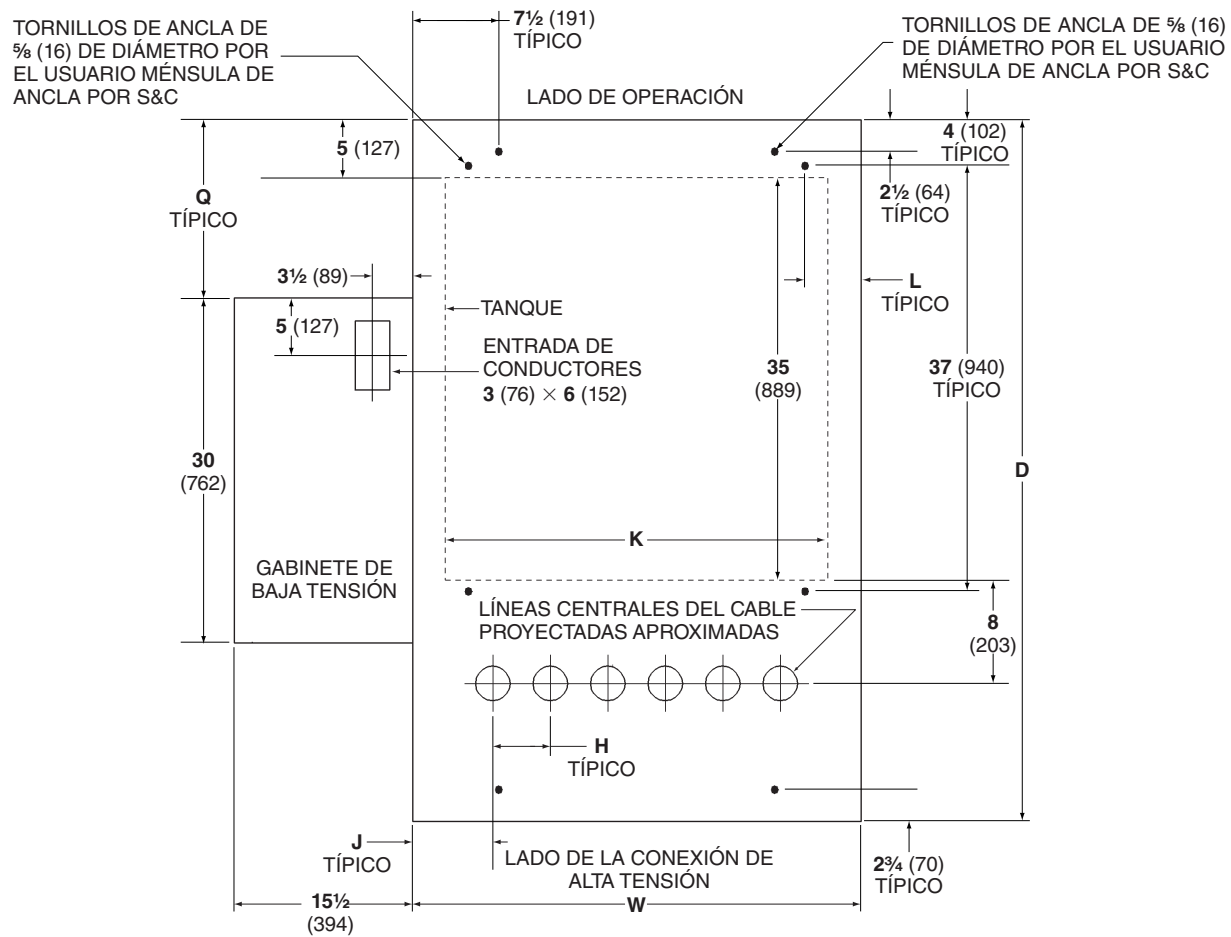 7½ (191)
TÍPICO
TORNILLOS DE ANCLA DE
⅝ (16) DE DIÁMETRO POR
EL USUARIO MÉNSULA DE
ANCLA POR S&C
TORNILLOS DE ANCLA DE ⅝ (16)
DE DIÁMETRO POR EL USUARIO
MÉNSULA DE ANCLA POR S&C
LADO DE OPERACIÓN
5 (127)
4 (102)
TÍPICO
Q
TÍPICO
2½ (64)
TÍPICO
3½ (89)
L
TÍPICO
5 (127)
TANQUE
ENTRADA DE
CONDUCTORES
3 (76) × 6 (152)
35
(889)
37 (940)
TÍPICO
30
(762)
D
K
GABINETE DE
BAJA TENSIÓN
LÍNEAS CENTRALES DEL CABLE
PROYECTADAS APROXIMADAS
8
(203)
H
TÍPICO
J
TÍPICO
LADO DE LA CONEXIÓN DE
ALTA TENSIÓN
2¾ (70)
TÍPICO
15½
(394)
W